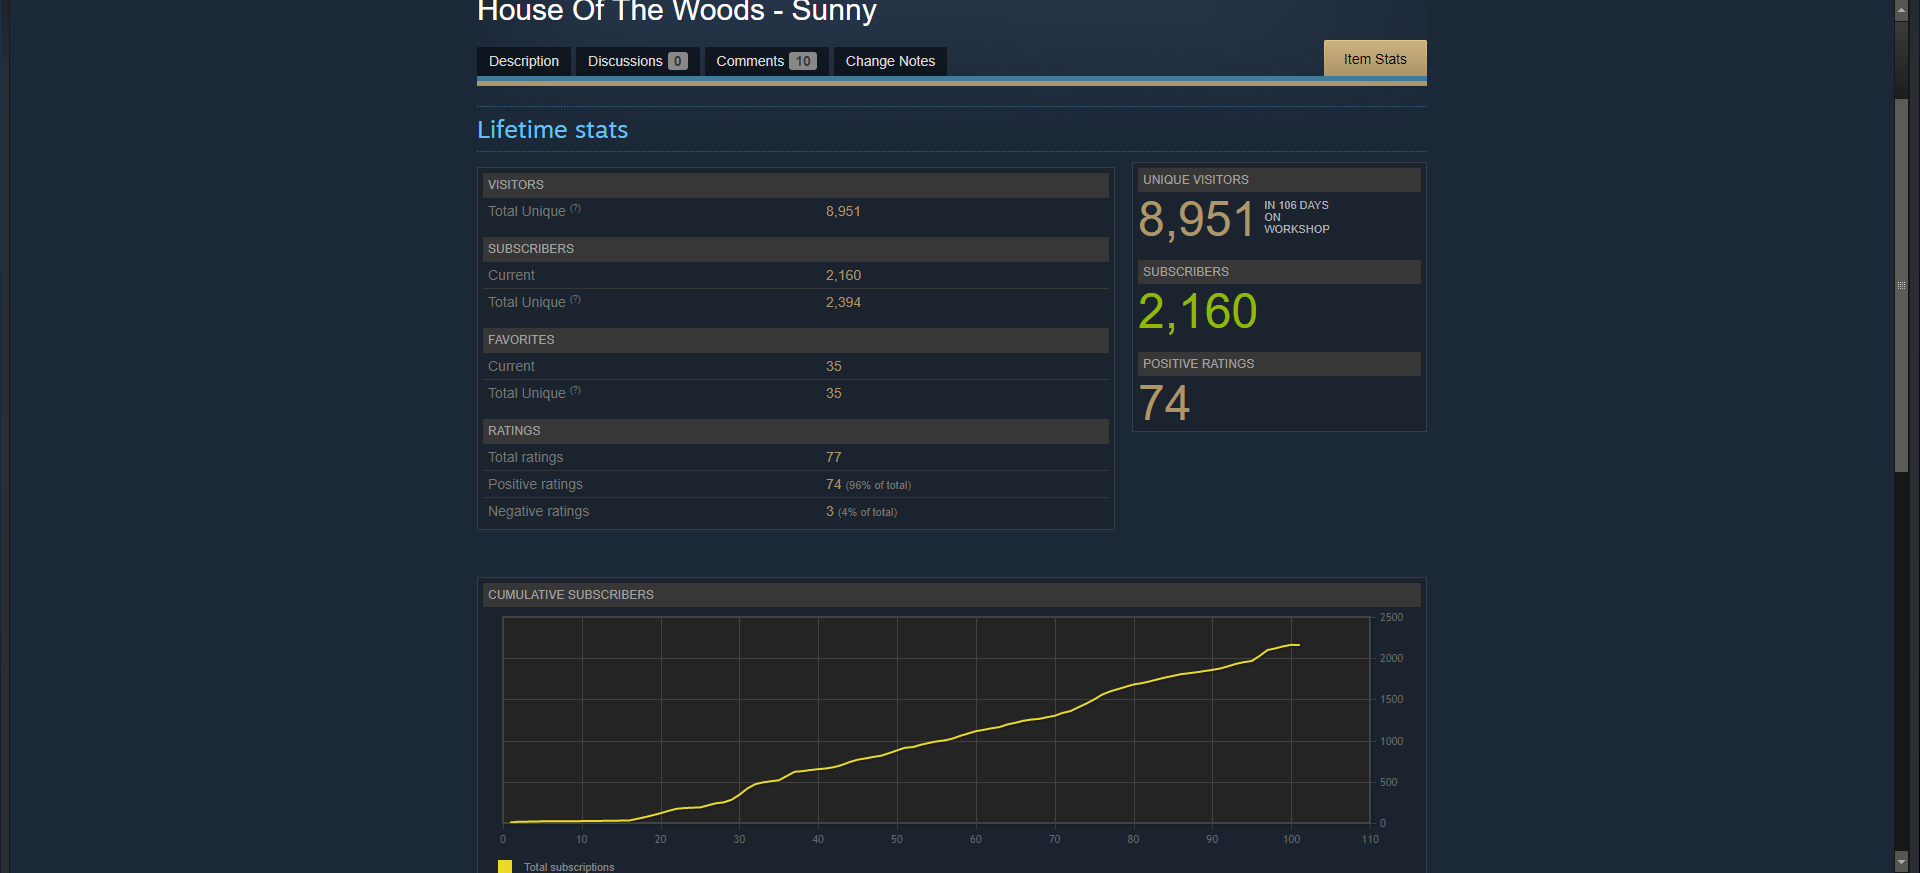 House Of The Woods - Sunny
Description Discussions 0 Comments 10 Change Notes Item Stats
Lifetime stats
VISITORS
Total Unique (?) 8,951
SUBSCRIBERS
Current 2,160
Total Unique (?) 2,394
FAVORITES
Current 35
Total Unique (?) 35
RATINGS
Total ratings 77
Positive ratings 74 (96% of total)
Negative ratings 3 (4% of total)
UNIQUE VISITORS
8,951 IN 106 DAYS
ON
WORKSHOP
SUBSCRIBERS
2,160
POSITIVE RATINGS
74
CUMULATIVE SUBSCRIBERS
2500
2000
1500
1000
500
0
0 10 20 30 40 50 60 70 80 90 100 110
Total subscriptions